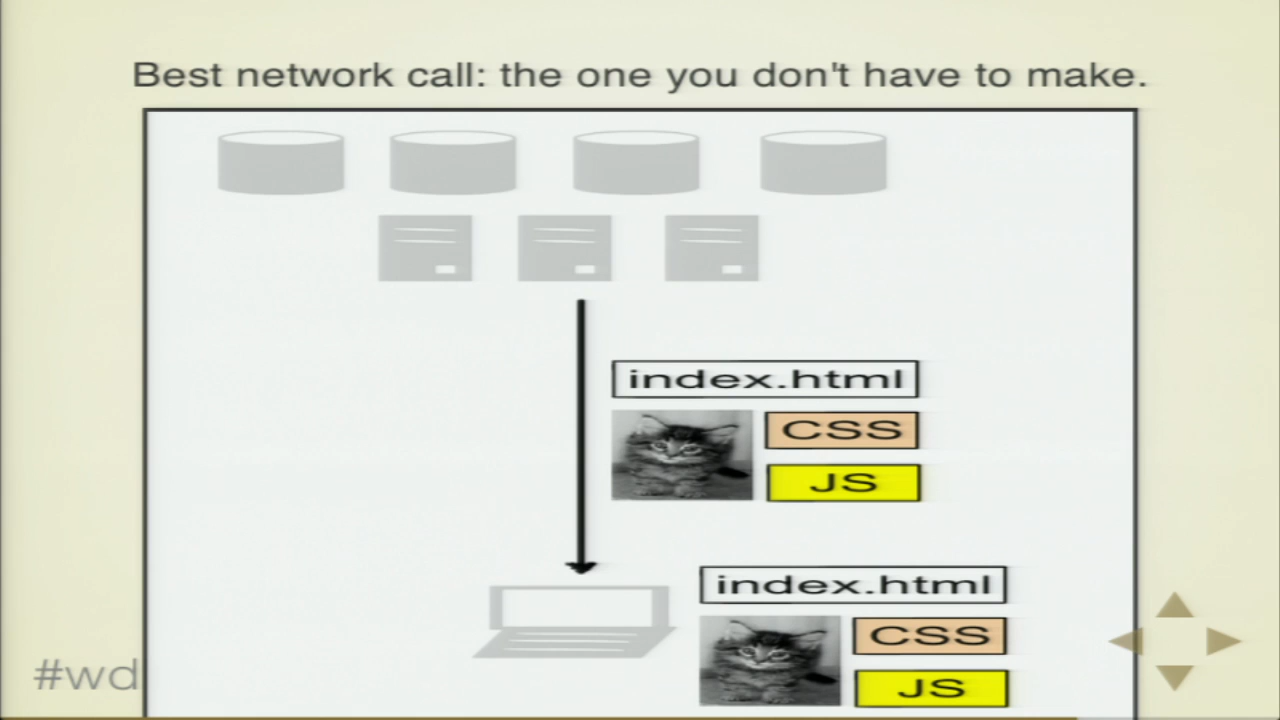 Best network call: the one you don't have to make.
index.html
CSS
JS
index.html
CSS
JS
#wd